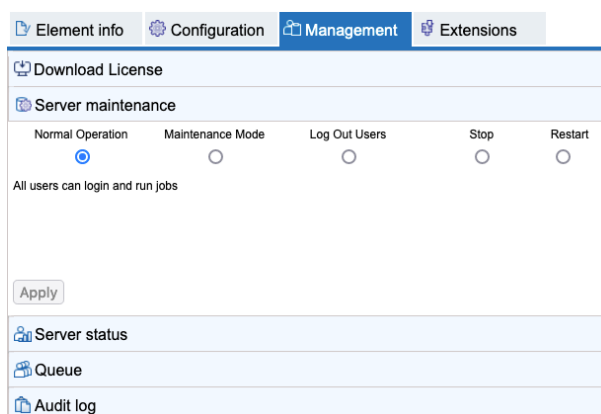 Element info Configuration Management Extensions
Download License
Server maintenance
Normal Operation Maintenance Mode Log Out Users Stop Restart
All users can login and run jobs
Apply
Server status
Queue
Audit log